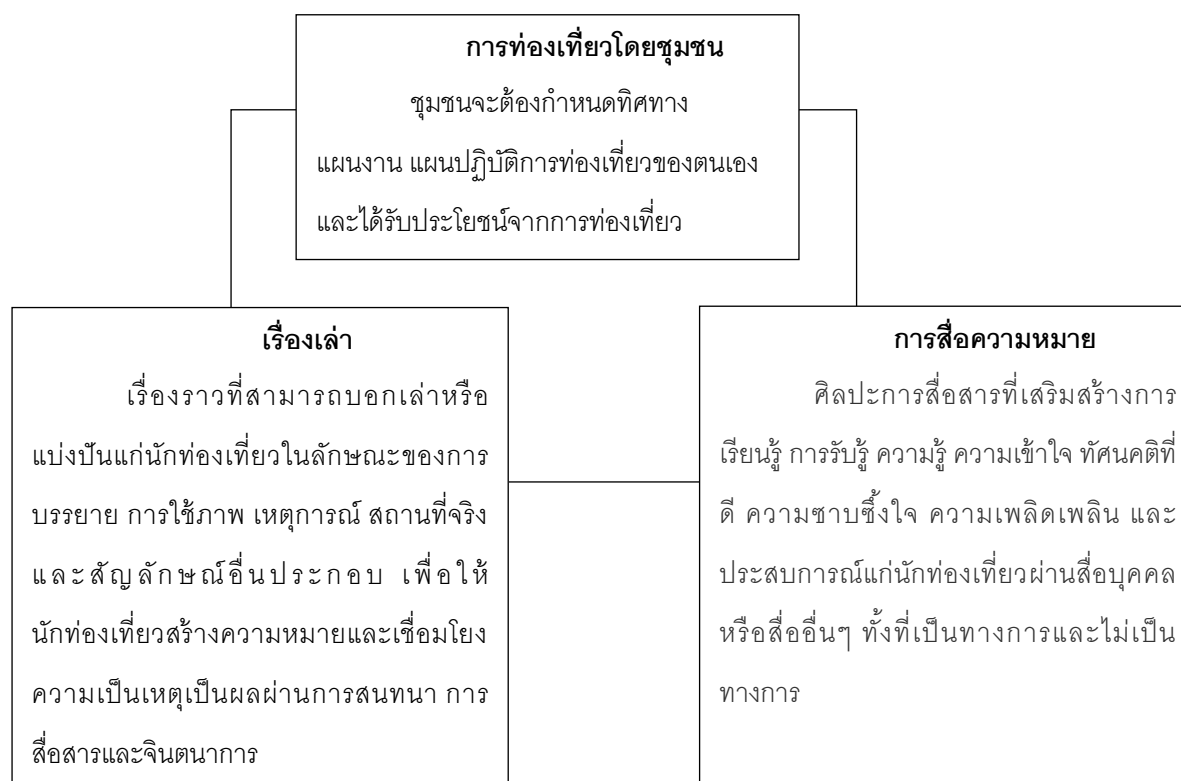 การท่องเที่ยวโดยชุมชน
ชุมชนจะต้องกำหนดทิศทาง
แผนงาน แผนปฏิบัติการท่องเที่ยวของตนเอง
และได้รับประโยชน์จากการท่องเที่ยว
เรื่องเล่า
เรื่องราวที่สามารถบอกเล่าหรือ
แบ่งปันแก่นักท่องเที่ยวในลักษณะของการ
บรรยาย การใช้ภาพ เหตุการณ์ สถานที่จริง
และสัญลักษณ์อื่นประกอบ เพื่อให้
นักท่องเที่ยวสร้างความหมายและเชื่อมโยง
ความเป็นเหตุเป็นผลผ่านการสนทนา การ
สื่อสารและจินตนาการ
การสื่อความหมาย
ศิลปะการสื่อสารที่เสริมสร้างการ
เรียนรู้ การรับรู้ ความรู้ ความเข้าใจ ทัศนคติที่
ดี ความซาบซึ้งใจ ความเพลิดเพลิน และ
ประสบการณ์แก่นักท่องเที่ยวผ่านสื่อบุคคล
หรือสื่ออื่นๆ ทั้งที่เป็นทางการและไม่เป็น
ทางการ